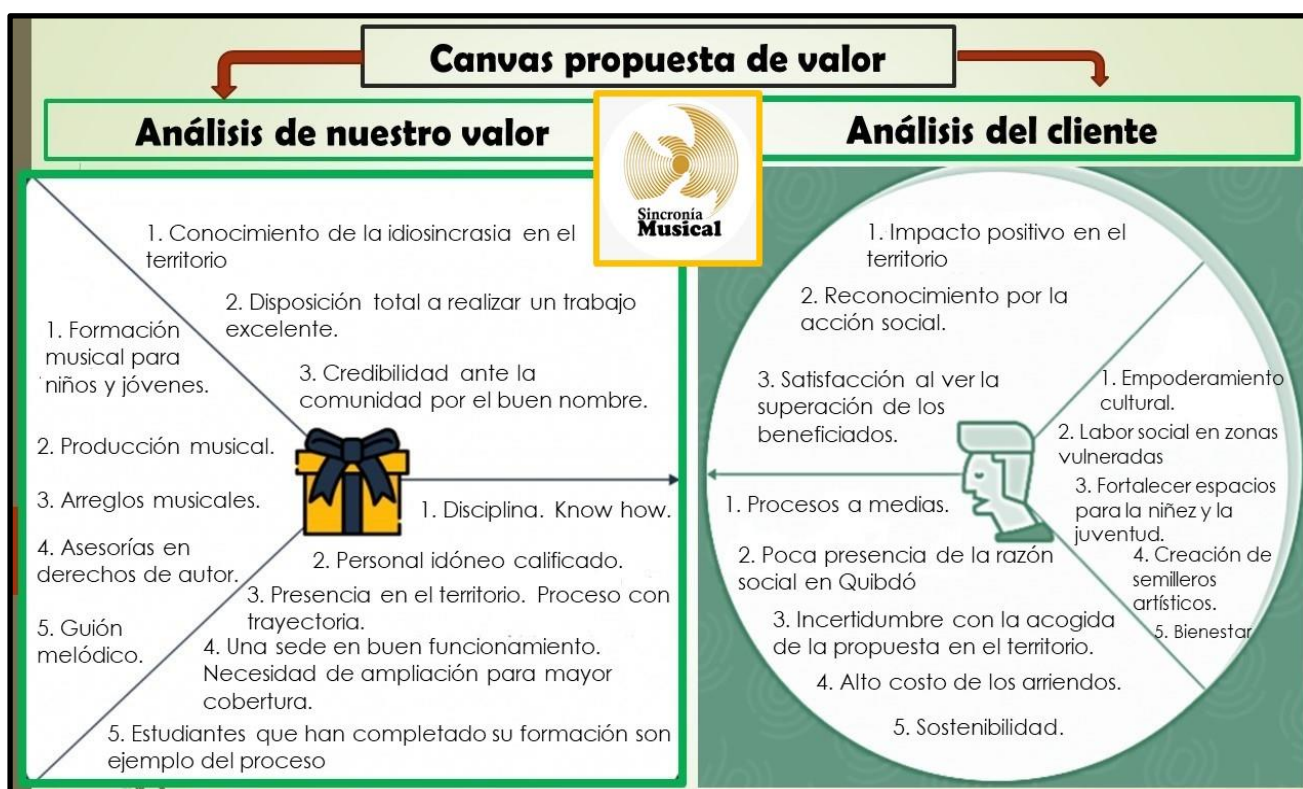 Canvas propuesta de valor
Análisis de nuestro valor
Sincronía
Musical
Análisis del cliente
1. Conocimiento de la idiosincrasia en el
territorio
2. Disposición total a realizar un trabajo
excelente.
3. Credibilidad ante la
comunidad por el buen nombre.
1. Formación
musical para
niños y jóvenes.
2. Producción musical.
3. Arreglos musicales.
4. Asesorías en
derechos de autor.
5. Guión
melódico.
1. Disciplina. Know how.
2. Personal idóneo calificado.
3. Presencia en el territorio. Proceso con
trayectoria.
4. Una sede en buen funcionamiento.
Necesidad de ampliación para mayor
cobertura.
5. Estudiantes que han completado su formación son
ejemplo del proceso
1. Impacto positivo en el
territorio
2. Reconocimiento por la
acción social.
3. Satisfacción al ver la
superación de los
beneficiados.
1. Empoderamiento
cultural.
2. Labor social en zonas
vulneradas
3. Fortalecer espacios
para la niñez y la
juventud.
4. Creación de
semilleros
artísticos.
5. Bienestar
1. Procesos a medias.
2. Poca presencia de la razón
social en Quibdó
3. Incertidumbre con la acogida
de la propuesta en el territorio.
4. Alto costo de los arriendos.
5. Sostenibilidad.